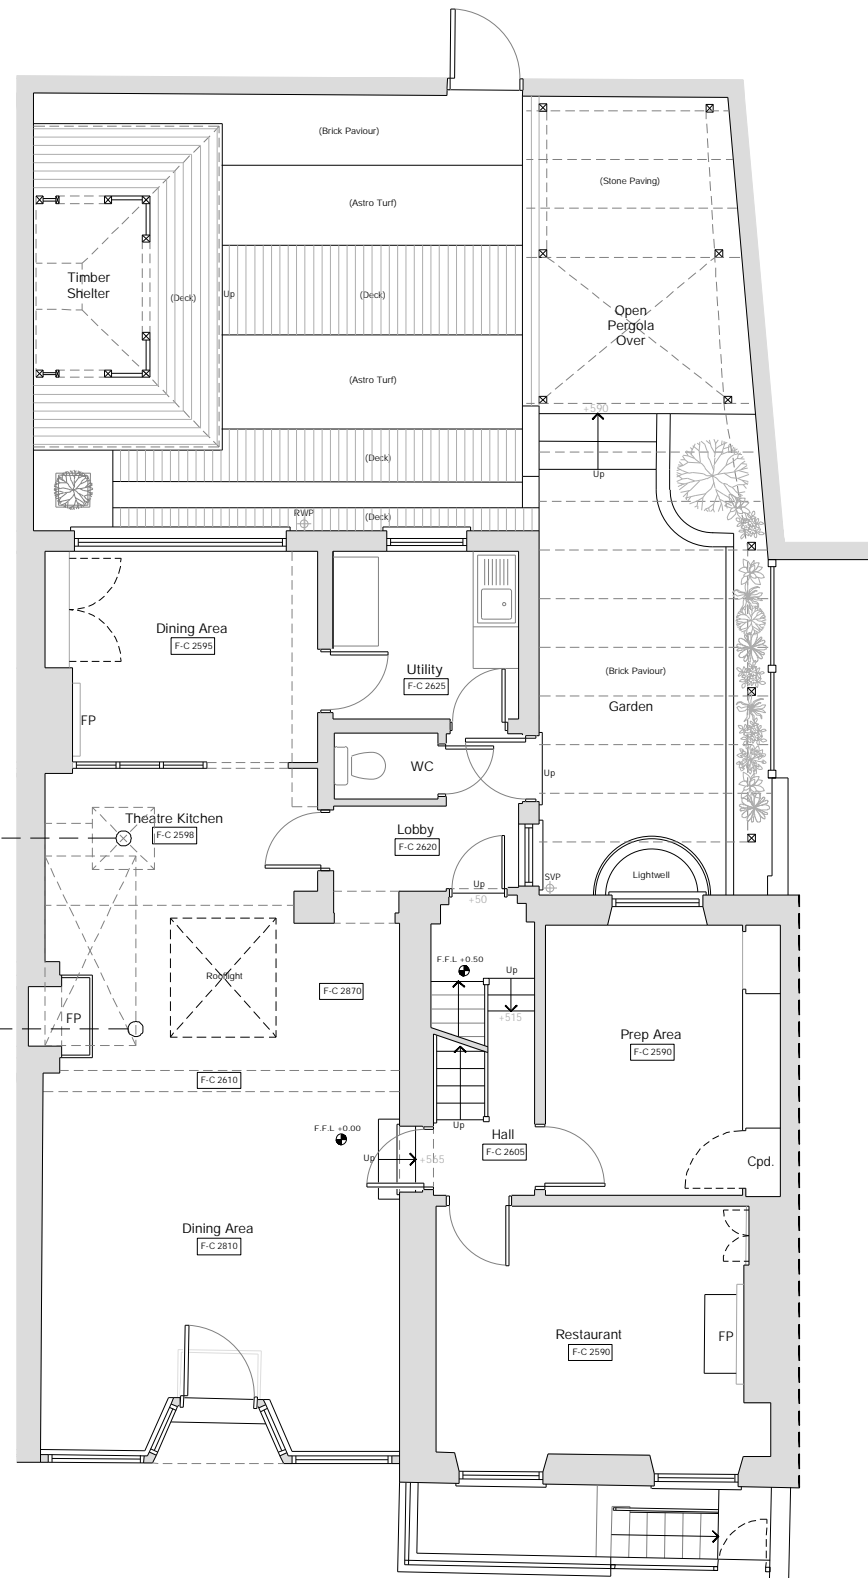 (Brick Paviour)
(Stone Paving)
(Astro Turf)
Timber
Shelter
(Deck)
Up
(Deck)
Open
Pergola
Over
(Astro Turf)
+590
(Deck)
Up
RWP
(Deck)
Dining Area
F-C 2595
Utility
F-C 2625
(Brick Paviour)
Garden
FP
WC
Up
Theatre Kitchen
F-C 2598
Lobby
F-C 2620
Up
+50
SVP
Lightwell
F.F.L +0.50
Up
Rooflight
F-C 2870
FP
+515
Prep Area
F-C 2590
F-C 2610
F.F.L +0.00
Up
Hall
F-C 2605
Up
+565
Cpd.
Dining Area
F-C 2810
Restaurant
F-C 2590
FP